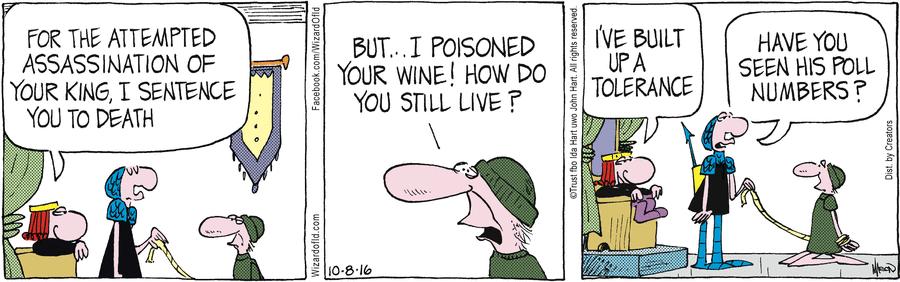 FOR THE ATTEMPTED
ASSASSINATION OF
YOUR KING, I SENTENCE
YOU TO DEATH
Facebook.com/WizardOfId
WizardofId.com
BUT... I POISONED
YOUR WINE! HOW DO
YOU STILL LIVE?
10-8-16
©Trust fbo Ida Hart uwo John Hart. All rights reserved.
I'VE BUILT
UP A
TOLERANCE
HAVE YOU
SEEN HIS POLL
NUMBERS?
Dist. by Creators